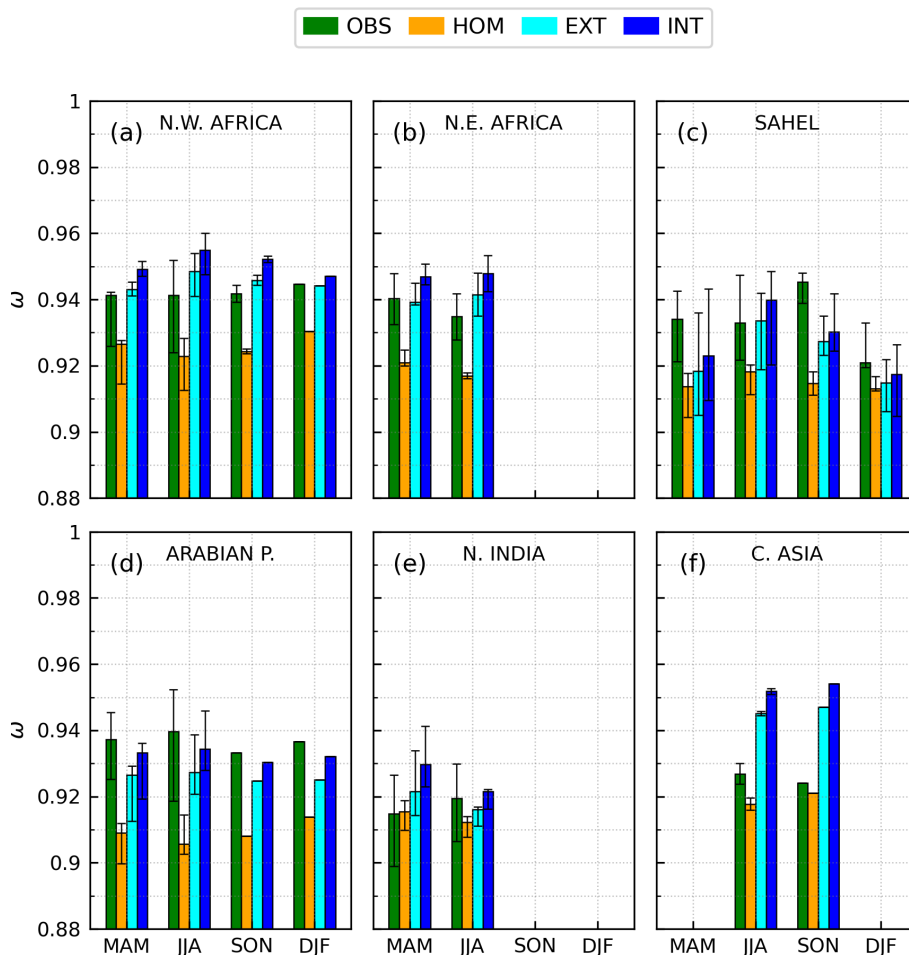 OBS HOM EXT INT
(a) N.W. AFRICA
(b) N.E. AFRICA
(c) SAHEL
1
0.98
0.96
0.94
0.92
0.9
0.88
ω
(d) ARABIAN P.
(e) N. INDIA
(f) C. ASIA
1
0.98
0.96
0.94
0.92
0.9
0.88
ω
MAM JJA SON DJF
MAM JJA SON DJF
MAM JJA SON DJF